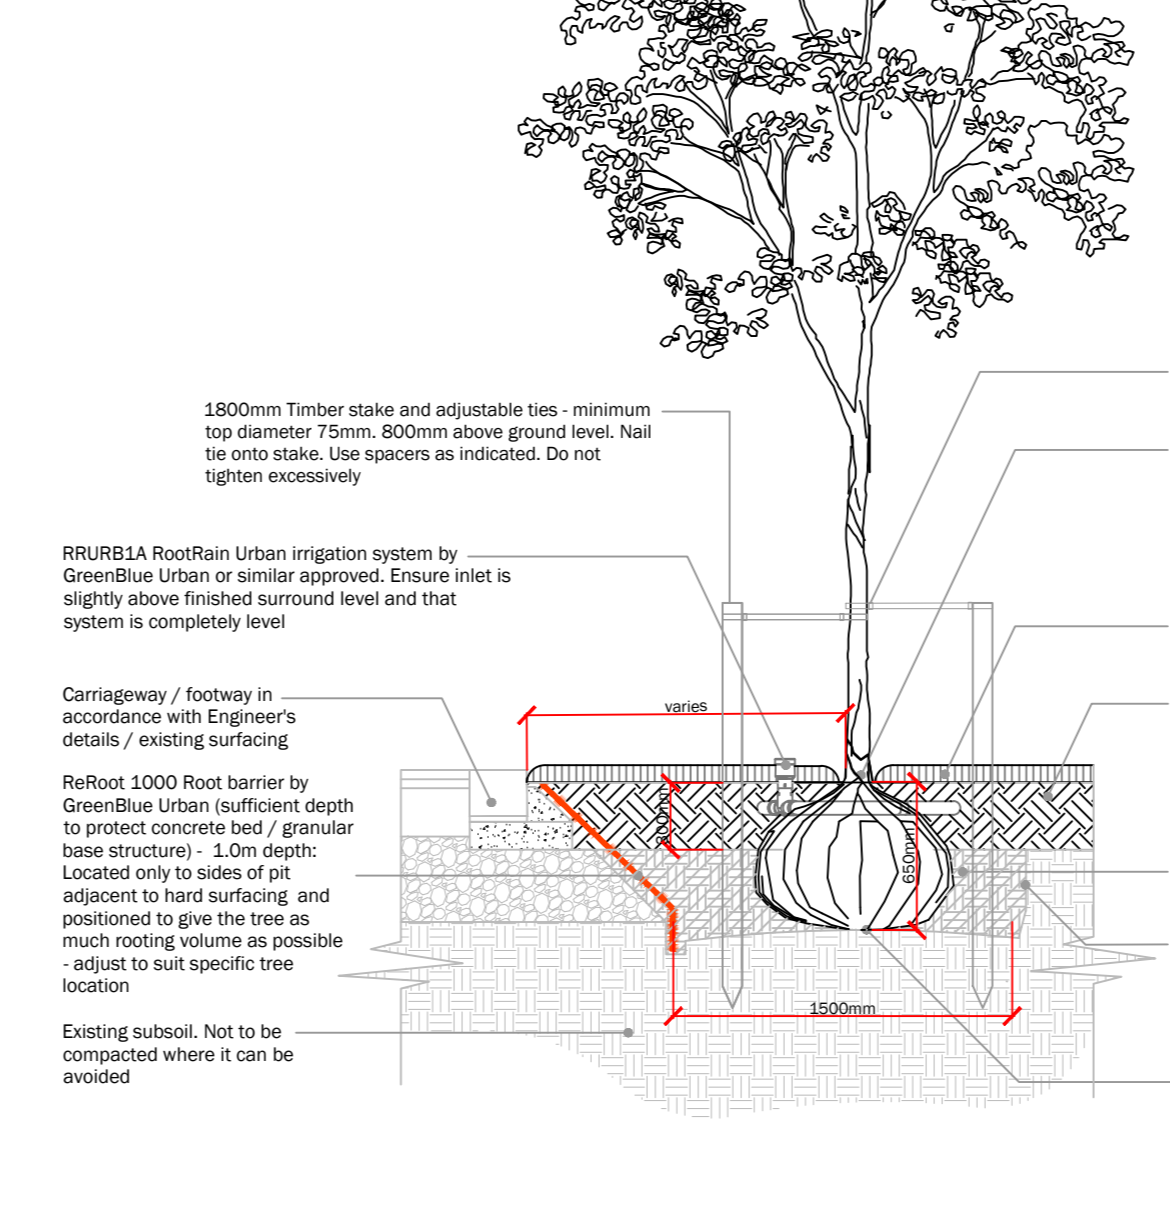 1800mm Timber stake and adjustable ties - minimum
top diameter 75mm. 800mm above ground level. Nail
tie onto stake. Use spacers as indicated. Do not
tighten excessively
RRURB1A RootRain Urban irrigation system by
GreenBlue Urban or similar approved. Ensure inlet is
slightly above finished surround level and that
system is completely level
Carriageway / footway in
accordance with Engineer's
details / existing surfacing
varies
ReRoot 1000 Root barrier by
GreenBlue Urban (sufficient depth
to protect concrete bed / granular
base structure) - 1.0m depth:
Located only to sides of pit
adjacent to hard surfacing and
positioned to give the tree as
much rooting volume as possible
- adjust to suit specific tree
location
650mm
1500mm
Existing subsoil. Not to be
compacted where it can be
avoided